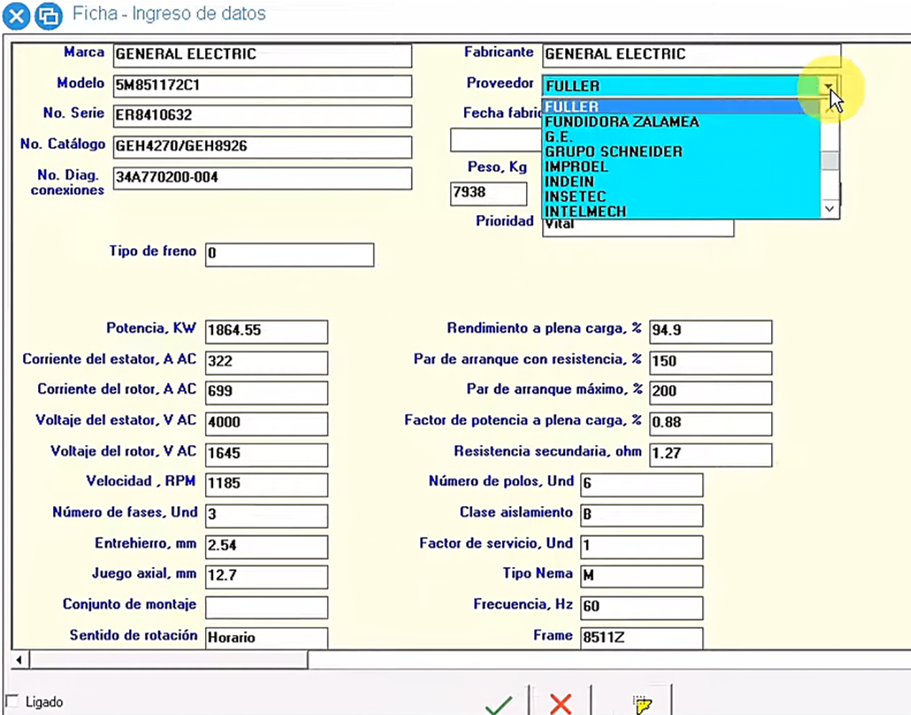 Ficha - Ingreso de datos
Marca GENERAL ELECTRIC
Fabricante GENERAL ELECTRIC
Modelo 5M851172C1
Proveedor FULLER
No. Serie ER8410632
Fecha fabric
FULLER
FUNDIDORA ZALAMEA
G.E.
GRUPO SCHNEIDER
IMPROEL
INDEIN
INSETEC
INTELMECH
No. Catálogo GEH4270/GEH8926
No. Diag. conexiones 34A770200-004
Peso, Kg
7938
Prioridad Vital
Tipo de freno 0
Potencia, KW 1864.55
Rendimiento a plena carga, % 94.9
Corriente del estator, A AC 322
Par de arranque con resistencia, % 150
Corriente del rotor, A AC 699
Par de arranque máximo, % 200
Voltaje del estator, V AC 4000
Factor de potencia a plena carga, % 0.88
Voltaje del rotor, V AC 1645
Resistencia secundaria, ohm 1.27
Velocidad , RPM 1185
Número de polos, Und 6
Número de fases, Und 3
Clase aislamiento B
Entrehierro, mm 2.54
Factor de servicio, Und 1
Juego axial, mm 12.7
Tipo Nema M
Conjunto de montaje
Frecuencia, Hz 60
Sentido de rotación Horario
Frame 8511Z
Ligado